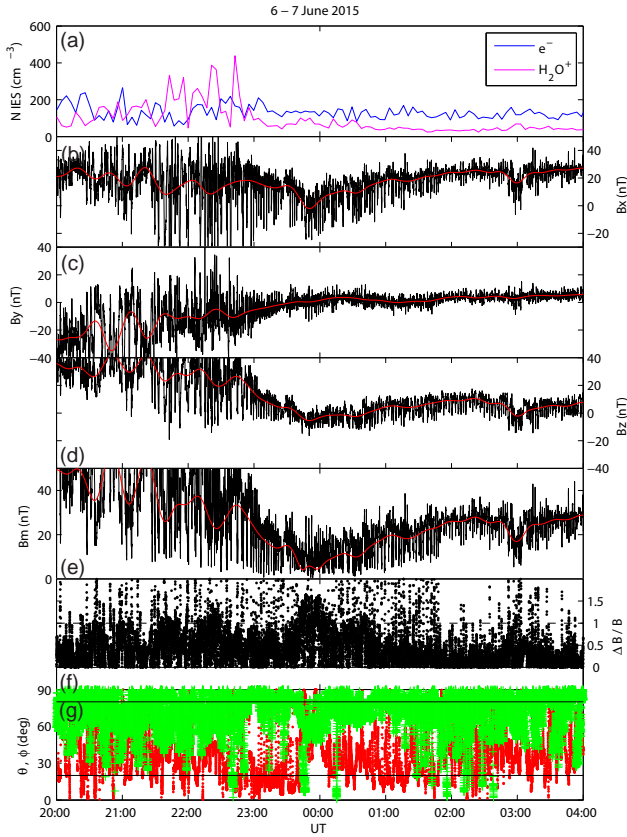 6 – 7 June 2015
(a)
600
400
200
0
N IES (cm⁻³)
e⁻
H₂O⁺
(b)
40
20
0
−20
Bx (nT)
(c)
40
20
0
−20
−40
By (nT)
40
20
0
−20
−40
Bz (nT)
(d)
40
20
0
Bm (nT)
(e)
1.5
1
0.5
0
Δ B / B
(f)
(g)
90
60
30
0
θ , ϕ (deg)
20:00 21:00 22:00 23:00 00:00 01:00 02:00 03:00 04:00
UT